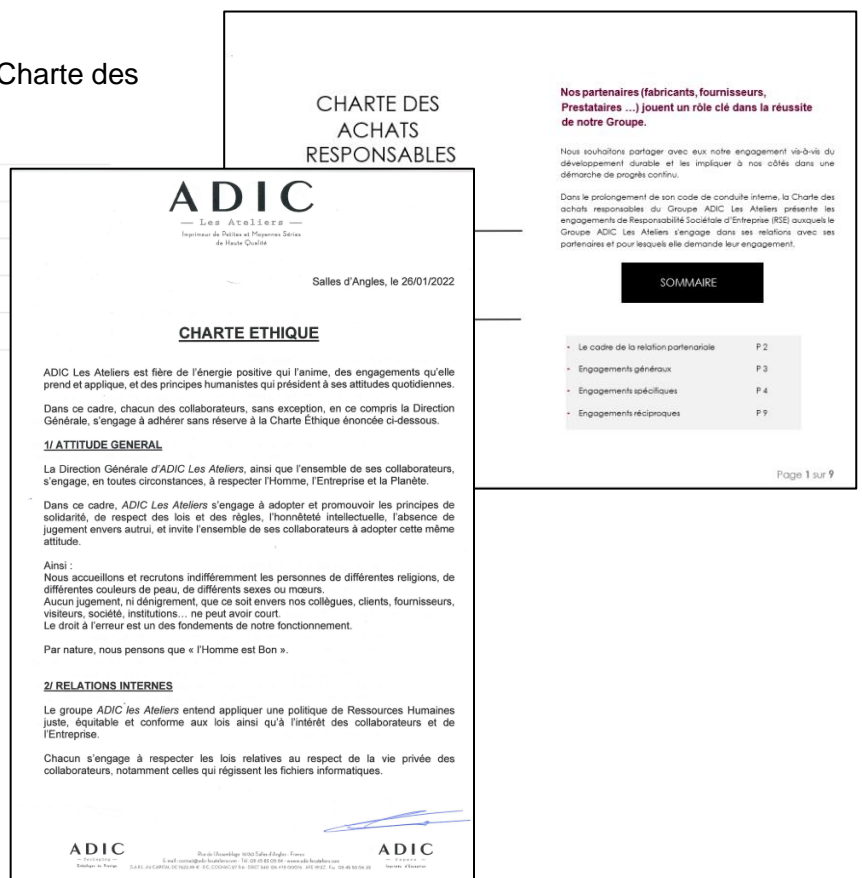 Charte des
CHARTE DES
ACHATS
RESPONSABLES
Nos partenaires (fabricants, fournisseurs,
Prestataires ...) jouent un rôle clé dans la réussite
de notre Groupe.
Nous souhaitons partager avec eux notre engagement vis-à-vis du
développement durable et les impliquer à nos côtés dans une
démarche de progrès continu.
Dans le prolongement de son code de conduite interne, la Charte des
achats responsables du Groupe ADIC Les Ateliers présente les
engagements de Responsabilité Sociétale d'Entreprise (RSE) auxquels le
Groupe ADIC Les Ateliers s'engage dans ses relations avec ses
partenaires et pour lesquels elle demande leur engagement.
SOMMAIRE
• Le cadre de la relation partenariale P 2
• Engagements généraux P 3
• Engagements spécifiques P 4
• Engagements réciproques P 9
Page 1 sur 9
ADIC
— Les Ateliers —
Imprimeur de Petites et Moyennes Séries
de Haute Qualité
Salles d'Angles, le 26/01/2022
CHARTE ETHIQUE
ADIC Les Ateliers est fière de l'énergie positive qui l'anime, des engagements qu'elle
prend et applique, et des principes humanistes qui président à ses attitudes quotidiennes.
Dans ce cadre, chacun des collaborateurs, sans exception, en ce compris la Direction
Générale, s'engage à adhérer sans réserve à la Charte Éthique énoncée ci-dessous.
1/ ATTITUDE GENERAL
La Direction Générale d'ADIC Les Ateliers, ainsi que l'ensemble de ses collaborateurs,
s'engage, en toutes circonstances, à respecter l'Homme, l'Entreprise et la Planète.
Dans ce cadre, ADIC Les Ateliers s'engage à adopter et promouvoir les principes de
solidarité, de respect des lois et des règles, l'honnêteté intellectuelle, l'absence de
jugement envers autrui, et invite l'ensemble de ses collaborateurs à adopter cette même
attitude.
Ainsi :
Nous accueillons et recrutons indifféremment les personnes de différentes religions, de
différentes couleurs de peau, de différents sexes ou mœurs.
Aucun jugement, ni dénigrement, que ce soit envers nos collègues, clients, fournisseurs,
visiteurs, société, institutions… ne peut avoir court.
Le droit à l'erreur est un des fondements de notre fonctionnement.
Par nature, nous pensons que « l'Homme est Bon ».
2/ RELATIONS INTERNES
Le groupe ADIC les Ateliers entend appliquer une politique de Ressources Humaines
juste, équitable et conforme aux lois ainsi qu'à l'intérêt des collaborateurs et de
l'Entreprise.
Chacun s'engage à respecter les lois relatives au respect de la vie privée des
collaborateurs, notamment celles qui régissent les fichiers informatiques.
ADIC
ADIC